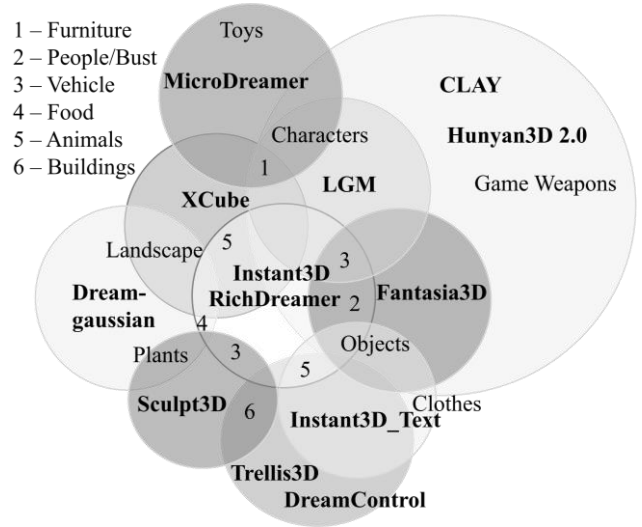 1 – Furniture
2 – People/Bust
3 – Vehicle
4 – Food
5 – Animals
6 – Buildings
Toys
MicroDreamer
CLAY
Characters
Hunyan3D 2.0
1
LGM
Game Weapons
XCube
5
Landscape
3
Instant3D
RichDreamer
Dream-
gaussian
Fantasia3D
2
4
Plants
3
Objects
5
Sculpt3D
6
Clothes
Instant3D_Text
Trellis3D
DreamControl